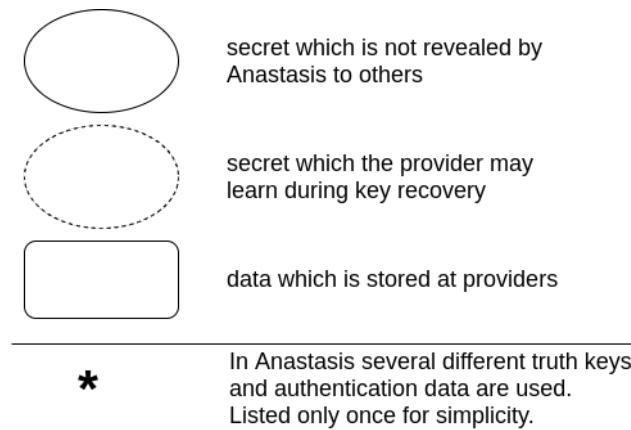 secret which is not revealed by
Anastasis to others
secret which the provider may
learn during key recovery
data which is stored at providers
*
In Anastasis several different truth keys
and authentication data are used.
Listed only once for simplicity.